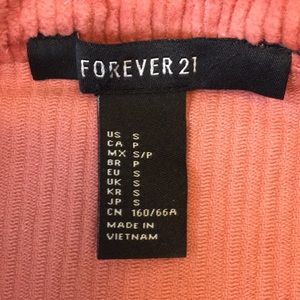 FOREVER 21
US S
CA P
MX S/P
BR P
EU S
UK S
KR S
JP S
CN 160/66A
MADE IN
VIETNAM